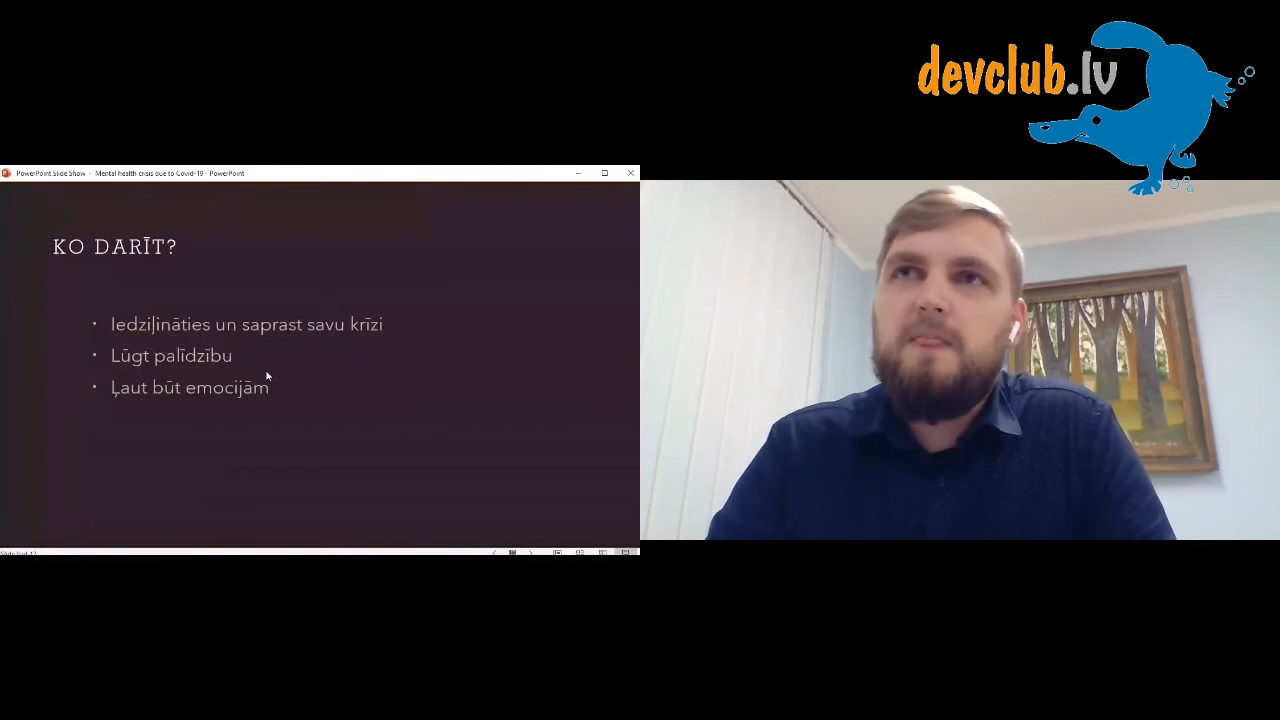 devclub.lv
PowerPoint Slide Show - Mental health crisis due to Covid-19 - PowerPoint
KO DARĪT?
• Iedziļināties un saprast savu krīzi
• Lūgt palīdzību
• Ļaut būt emocijām